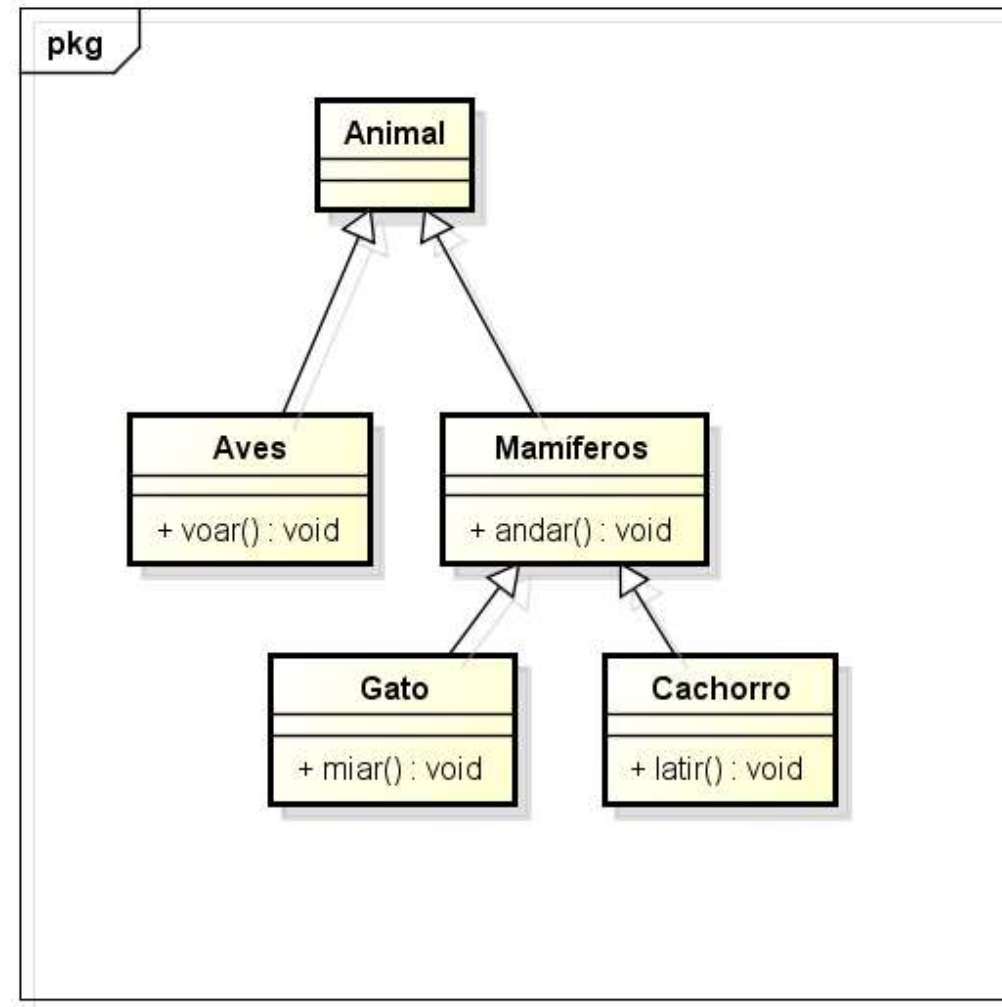 pkg
Animal
Aves
+ voar() : void
Mamíferos
+ andar() : void
Gato
+ miar() : void
Cachorro
+ latir() : void